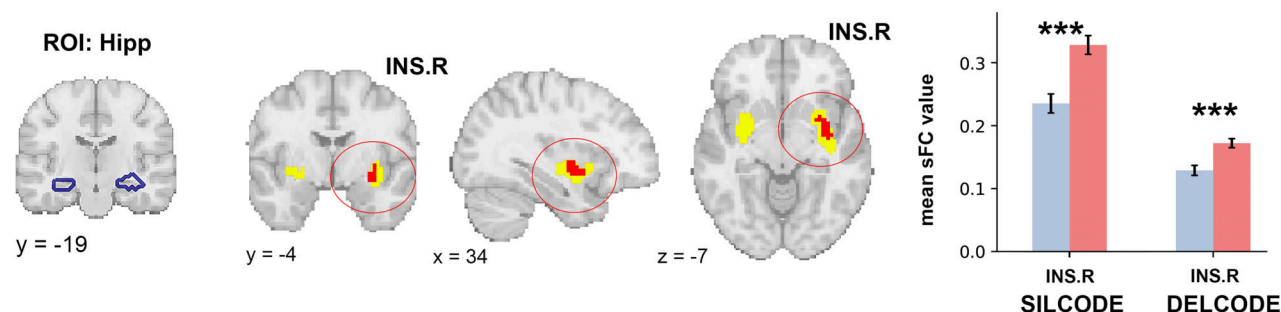 ROI: Hipp
y = -19
INS.R
y = -4
x = 34
INS.R
z = -7
mean sFC value
0.3
0.2
0.1
0.0
***
***
INS.R
INS.R
SILCODE
DELCODE